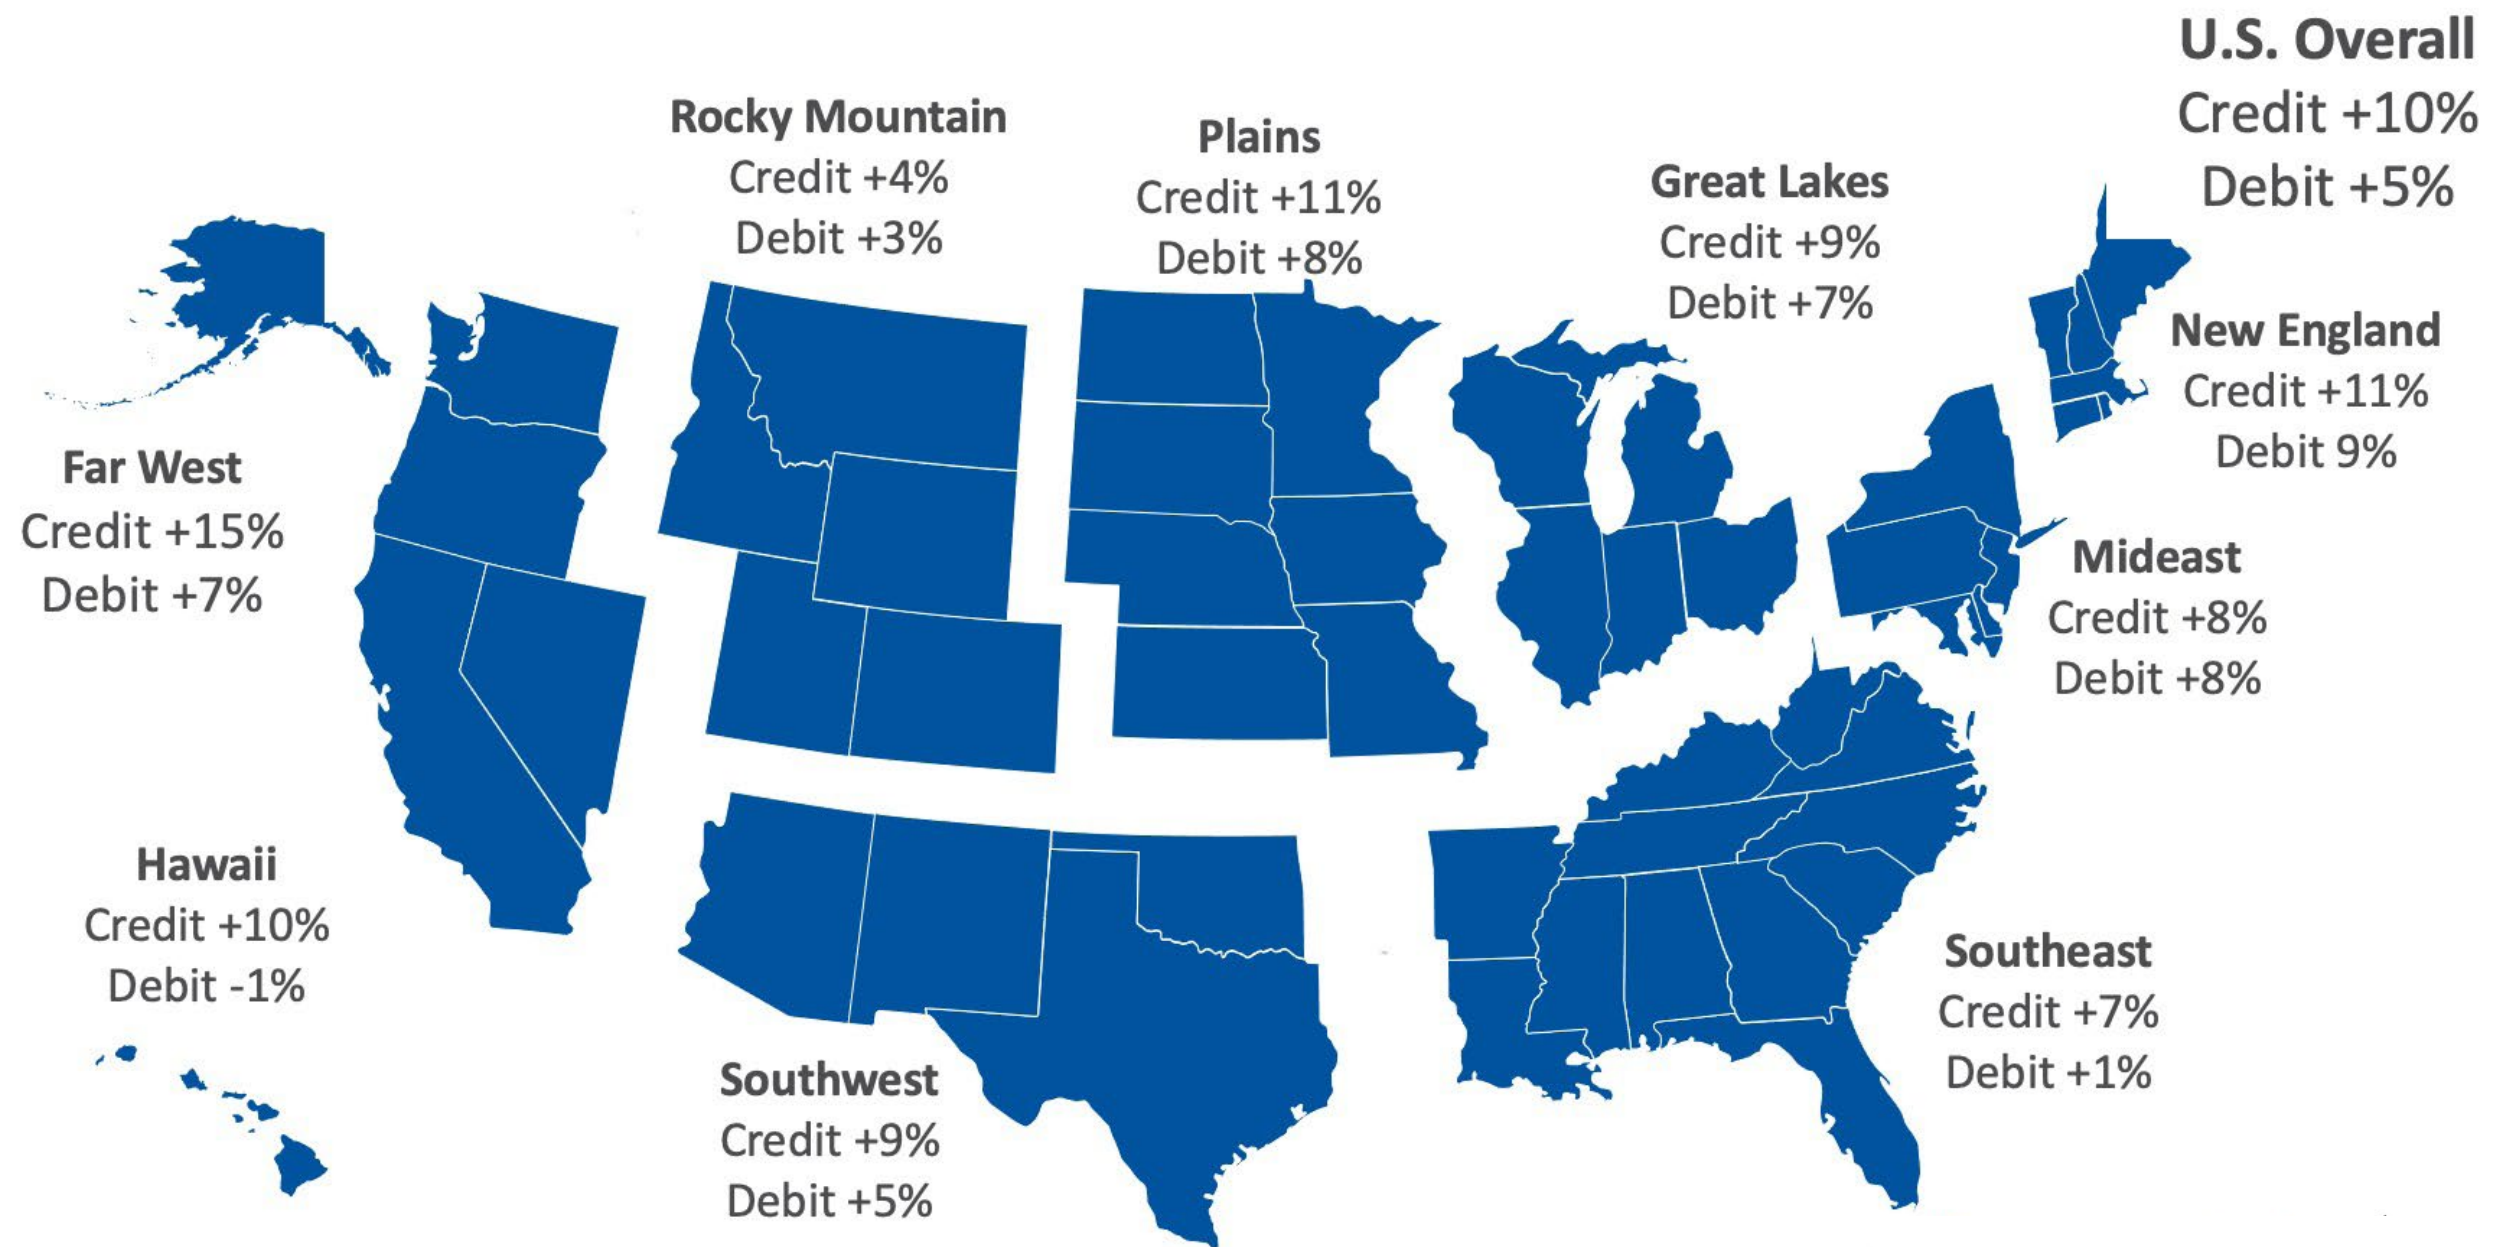 U.S. Overall
Credit +10%
Debit +5%
Rocky Mountain
Credit +4%
Debit +3%
Plains
Credit +11%
Debit +8%
Great Lakes
Credit +9%
Debit +7%
New England
Credit +11%
Debit 9%
Far West
Credit +15%
Debit +7%
Mideast
Credit +8%
Debit +8%
Hawaii
Credit +10%
Debit -1%
Southeast
Credit +7%
Debit +1%
Southwest
Credit +9%
Debit +5%